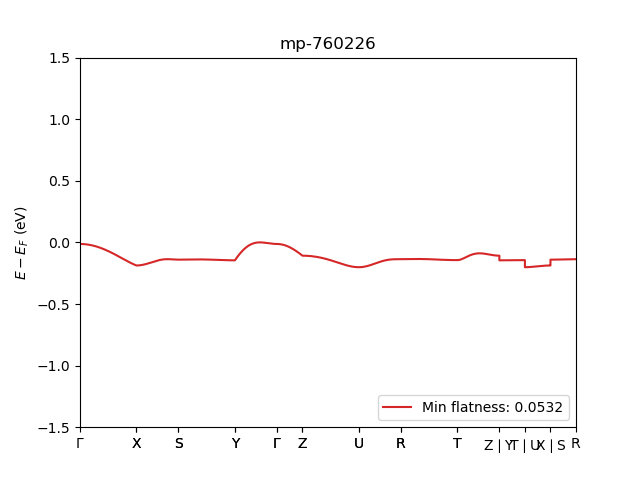 mp-760226
1.5
1.0
0.5
0.0
−0.5
−1.0
−1.5
E − E_F (eV)
Min flatness: 0.0532
Γ X S Y Γ Z U R T Z | Y T | U X | S R